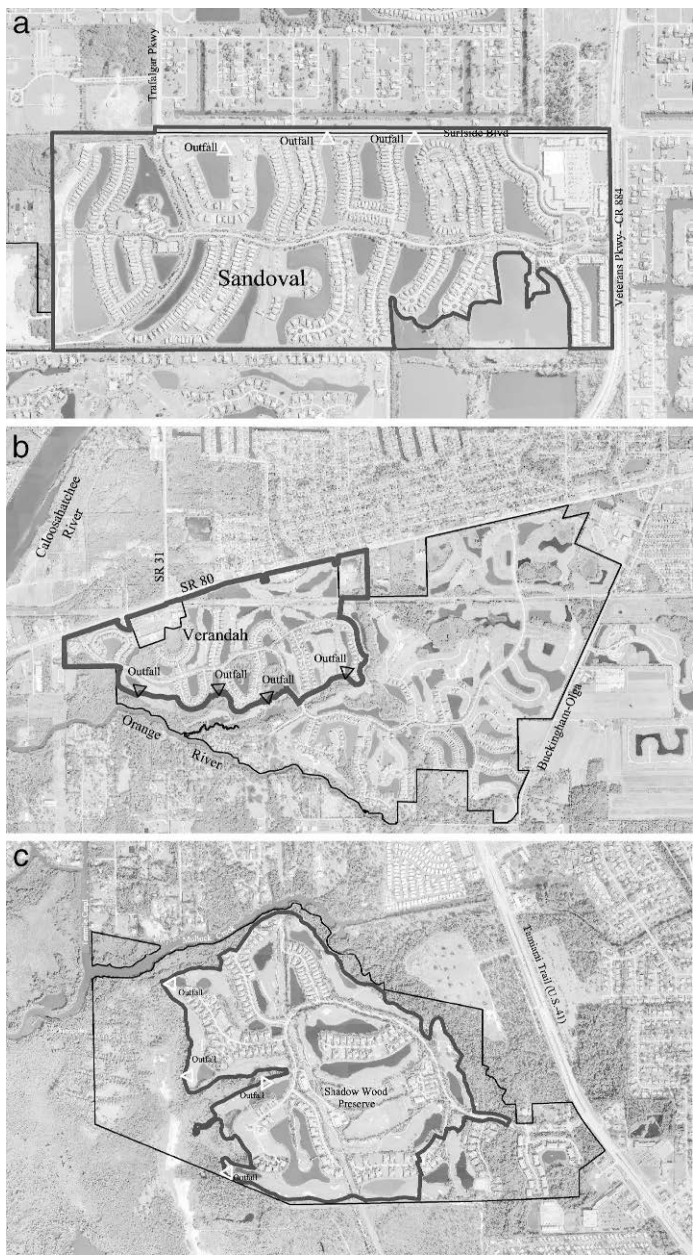 a
Trafalgar Pkwy
Outfall
Outfall
Outfall
Surfside Blvd
Veterans Pkwy- -CR 884
Sandoval
b
Caloosahatchee
River
SR 31
SR 80
Verandah
Outfall
Outfall
Outfall
Outfall
Orange
River
Buckingham-Olga
c
Tamiami Trail (U.S.-41)
Outfall
Outfall
Outfall
Shadow Wood
Preserve
Outfall